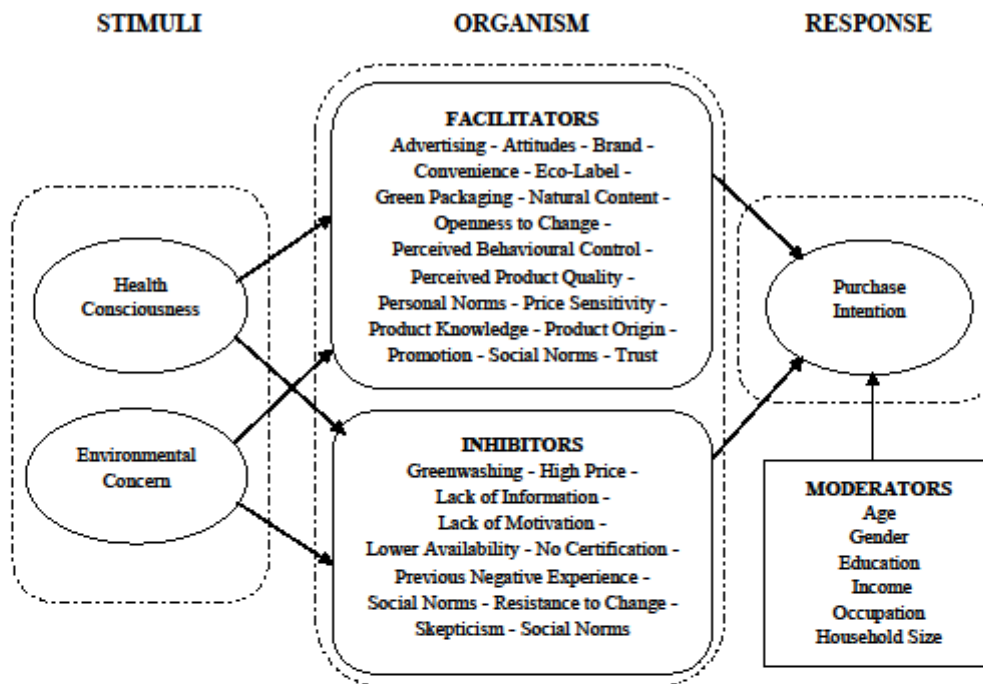 STIMULI
ORGANISM
RESPONSE
Health
Consciousness
Environmental
Concern
FACILITATORS
Advertising - Attitudes - Brand -
Convenience - Eco-Label -
Green Packaging - Natural Content -
Openness to Change -
Perceived Behavioural Control -
Perceived Product Quality -
Personal Norms - Price Sensitivity -
Product Knowledge - Product Origin -
Promotion - Social Norms - Trust
INHIBITORS
Greenwashing - High Price -
Lack of Information -
Lack of Motivation -
Lower Availability - No Certification -
Previous Negative Experience -
Social Norms - Resistance to Change -
Skepticism - Social Norms
Purchase
Intention
MODERATORS
Age
Gender
Education
Income
Occupation
Household Size